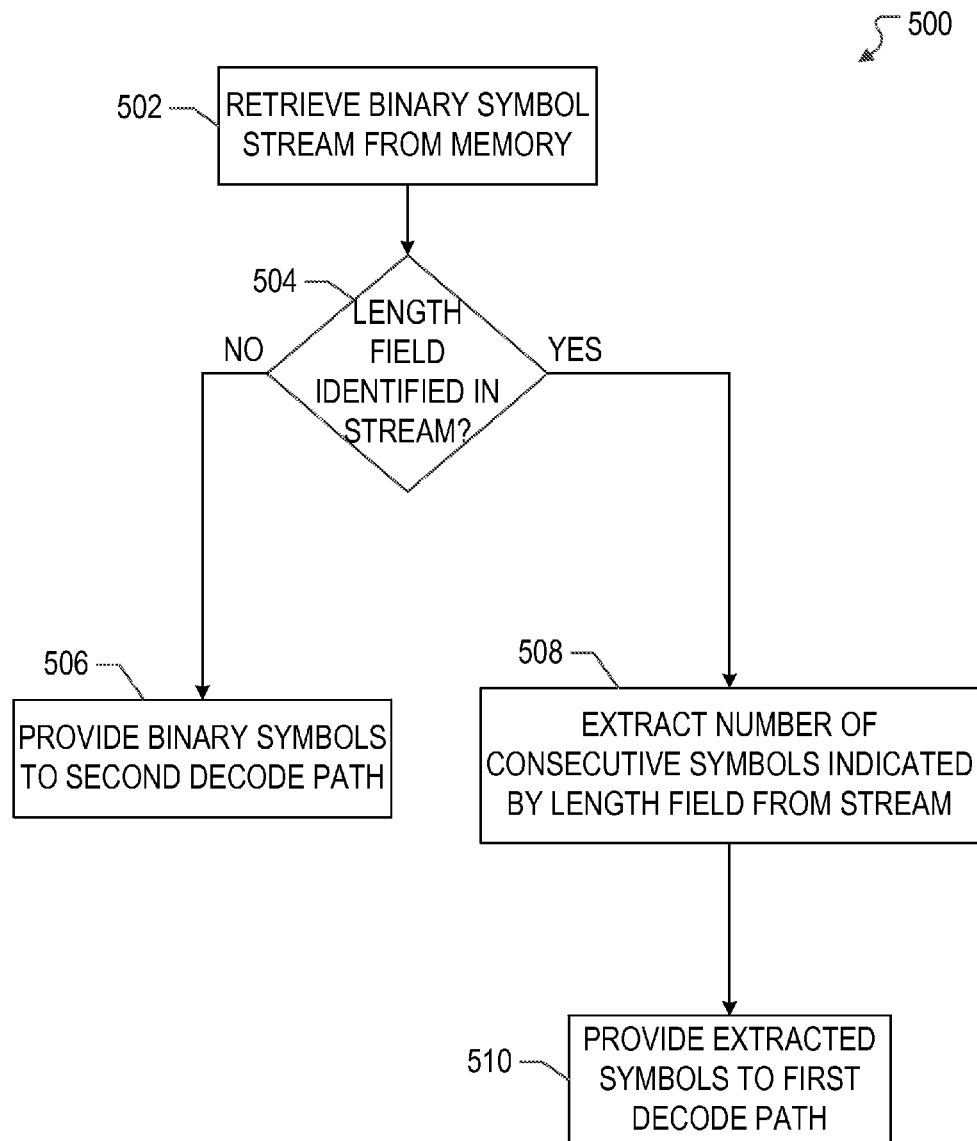 500
502
RETRIEVE BINARY SYMBOL
STREAM FROM MEMORY
504
LENGTH
FIELD
IDENTIFIED IN
STREAM?
NO
YES
506
PROVIDE BINARY SYMBOLS
TO SECOND DECODE PATH
508
EXTRACT NUMBER OF
CONSECUTIVE SYMBOLS INDICATED
BY LENGTH FIELD FROM STREAM
510
PROVIDE EXTRACTED
SYMBOLS TO FIRST
DECODE PATH